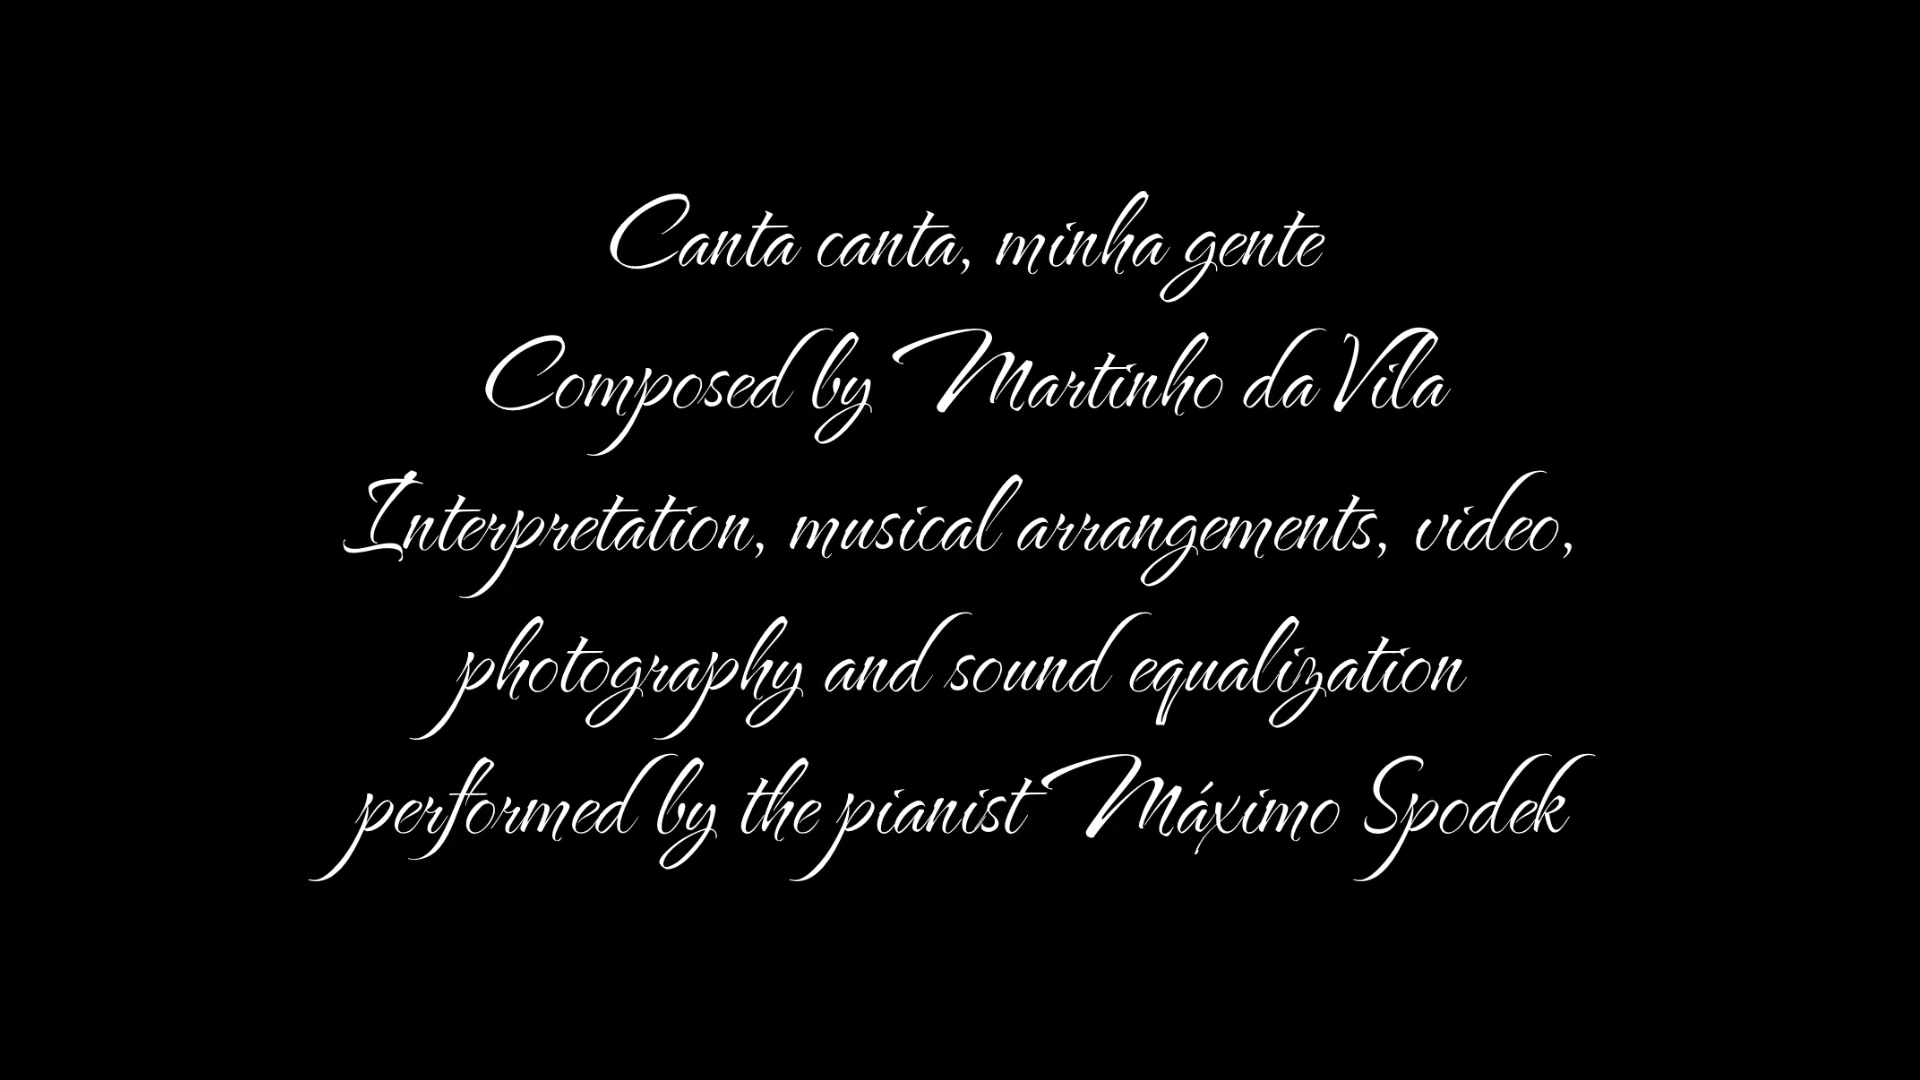 Canta canta, minha gente
Composed by Martinho da Vila
Interpretation, musical arrangements, video,
photography and sound equalization
performed by the pianist Máximo Spodek